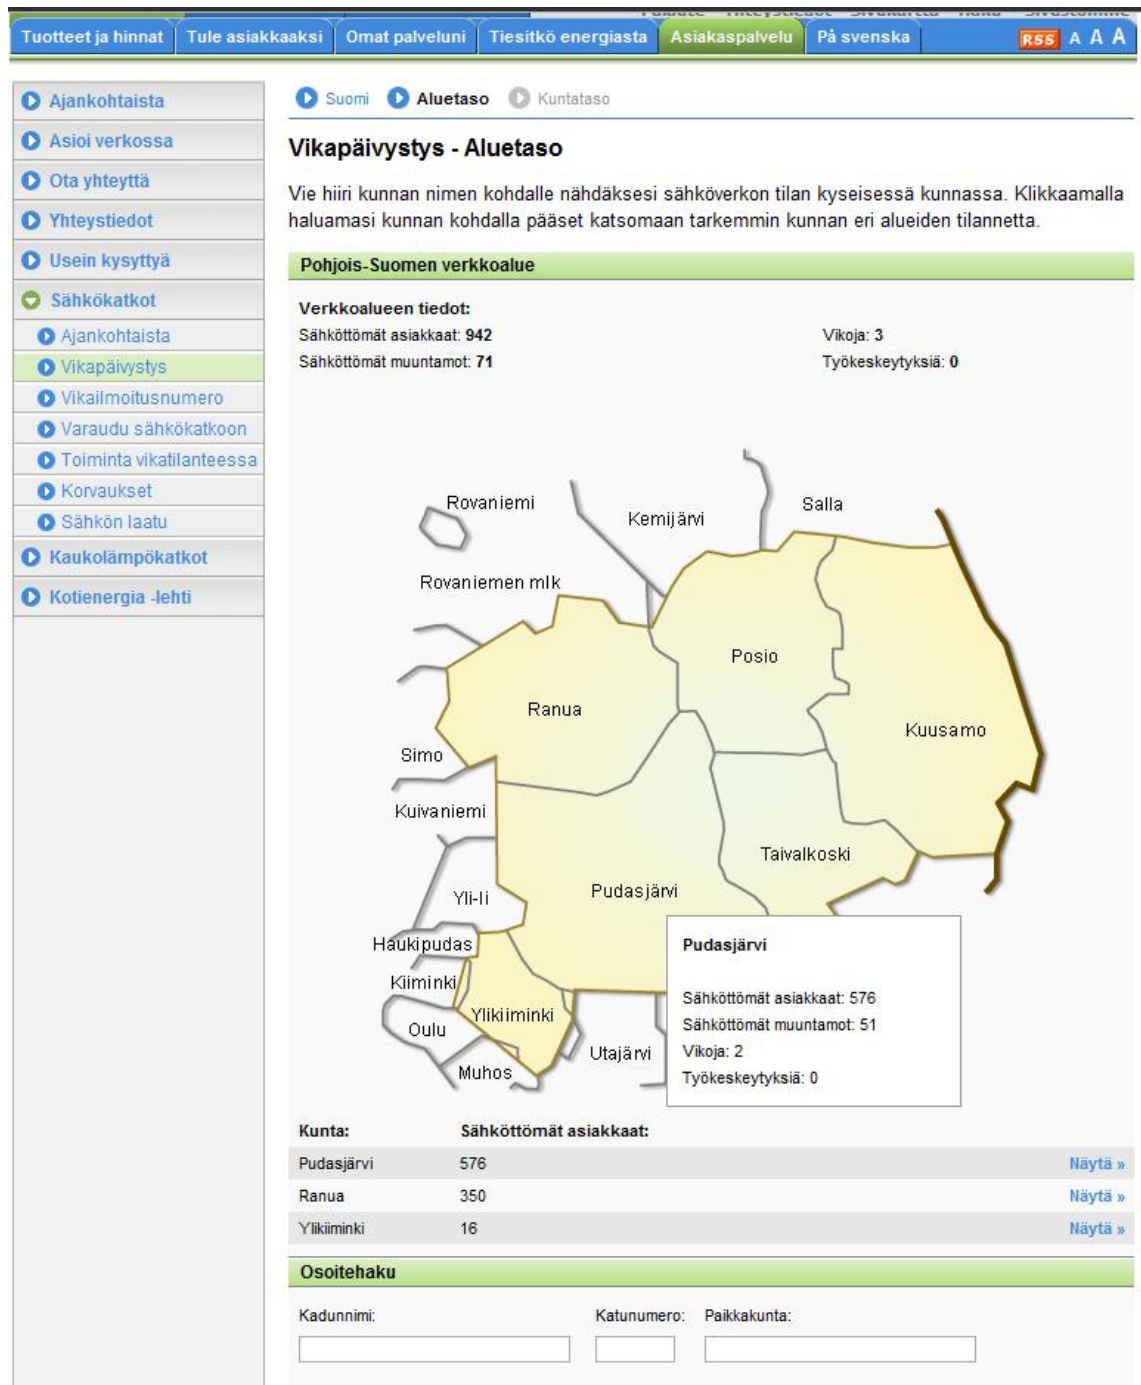 Tuotteet ja hinnat Tule asiakkaaksi Omat palveluni Tiesitkö energiasta Asiakaspalvelu På svenska RSS A A A
Suomi Aluetaso Kuntataso
Ajankohtaista
Asioi verkossa
Ota yhteyttä
Yhteystiedot
Usein kysyttyä
Sähkökatkot
Ajankohtaista
Vikapäivystys
Vikailmoitusnumero
Varaudu sähkökatkoon
Toiminta vikatilanteessa
Korvaukset
Sähkön laatu
Kaukolämpökatkot
Kotienergia -lehti
Vikapäivystys - Aluetaso
Vie hiiri kunnan nimen kohdalle nähdäksesi sähköverkon tilan kyseisessä kunnassa. Klikkaamalla
haluamasi kunnan kohdalla pääset katsomaan tarkemmin kunnan eri alueiden tilannetta.
Pohjois-Suomen verkkoalue
Verkkoalueen tiedot:
Sähköttömät asiakkaat: 942 Vikoja: 3
Sähköttömät muuntamot: 71 Työkeskeytyksiä: 0
Rovaniemi
Kemijärvi
Salla
Rovaniemen mlk
Posio
Ranua
Kuusamo
Simo
Kuivaniemi
Taivalkoski
Pudasjärvi
Yli-Ii
Haukipudas
Kiiminki
Ylikiiminki
Oulu
Utajärvi
Muhos
Pudasjärvi
Sähköttömät asiakkaat: 576
Sähköttömät muuntamot: 51
Vikoja: 2
Työkeskeytyksiä: 0
Kunta: Sähköttömät asiakkaat:
Pudasjärvi 576 Näytä »
Ranua 350 Näytä »
Ylikiiminki 16 Näytä »
Osoitehaku
Kadunnimi: Katunumero: Paikkakunta: